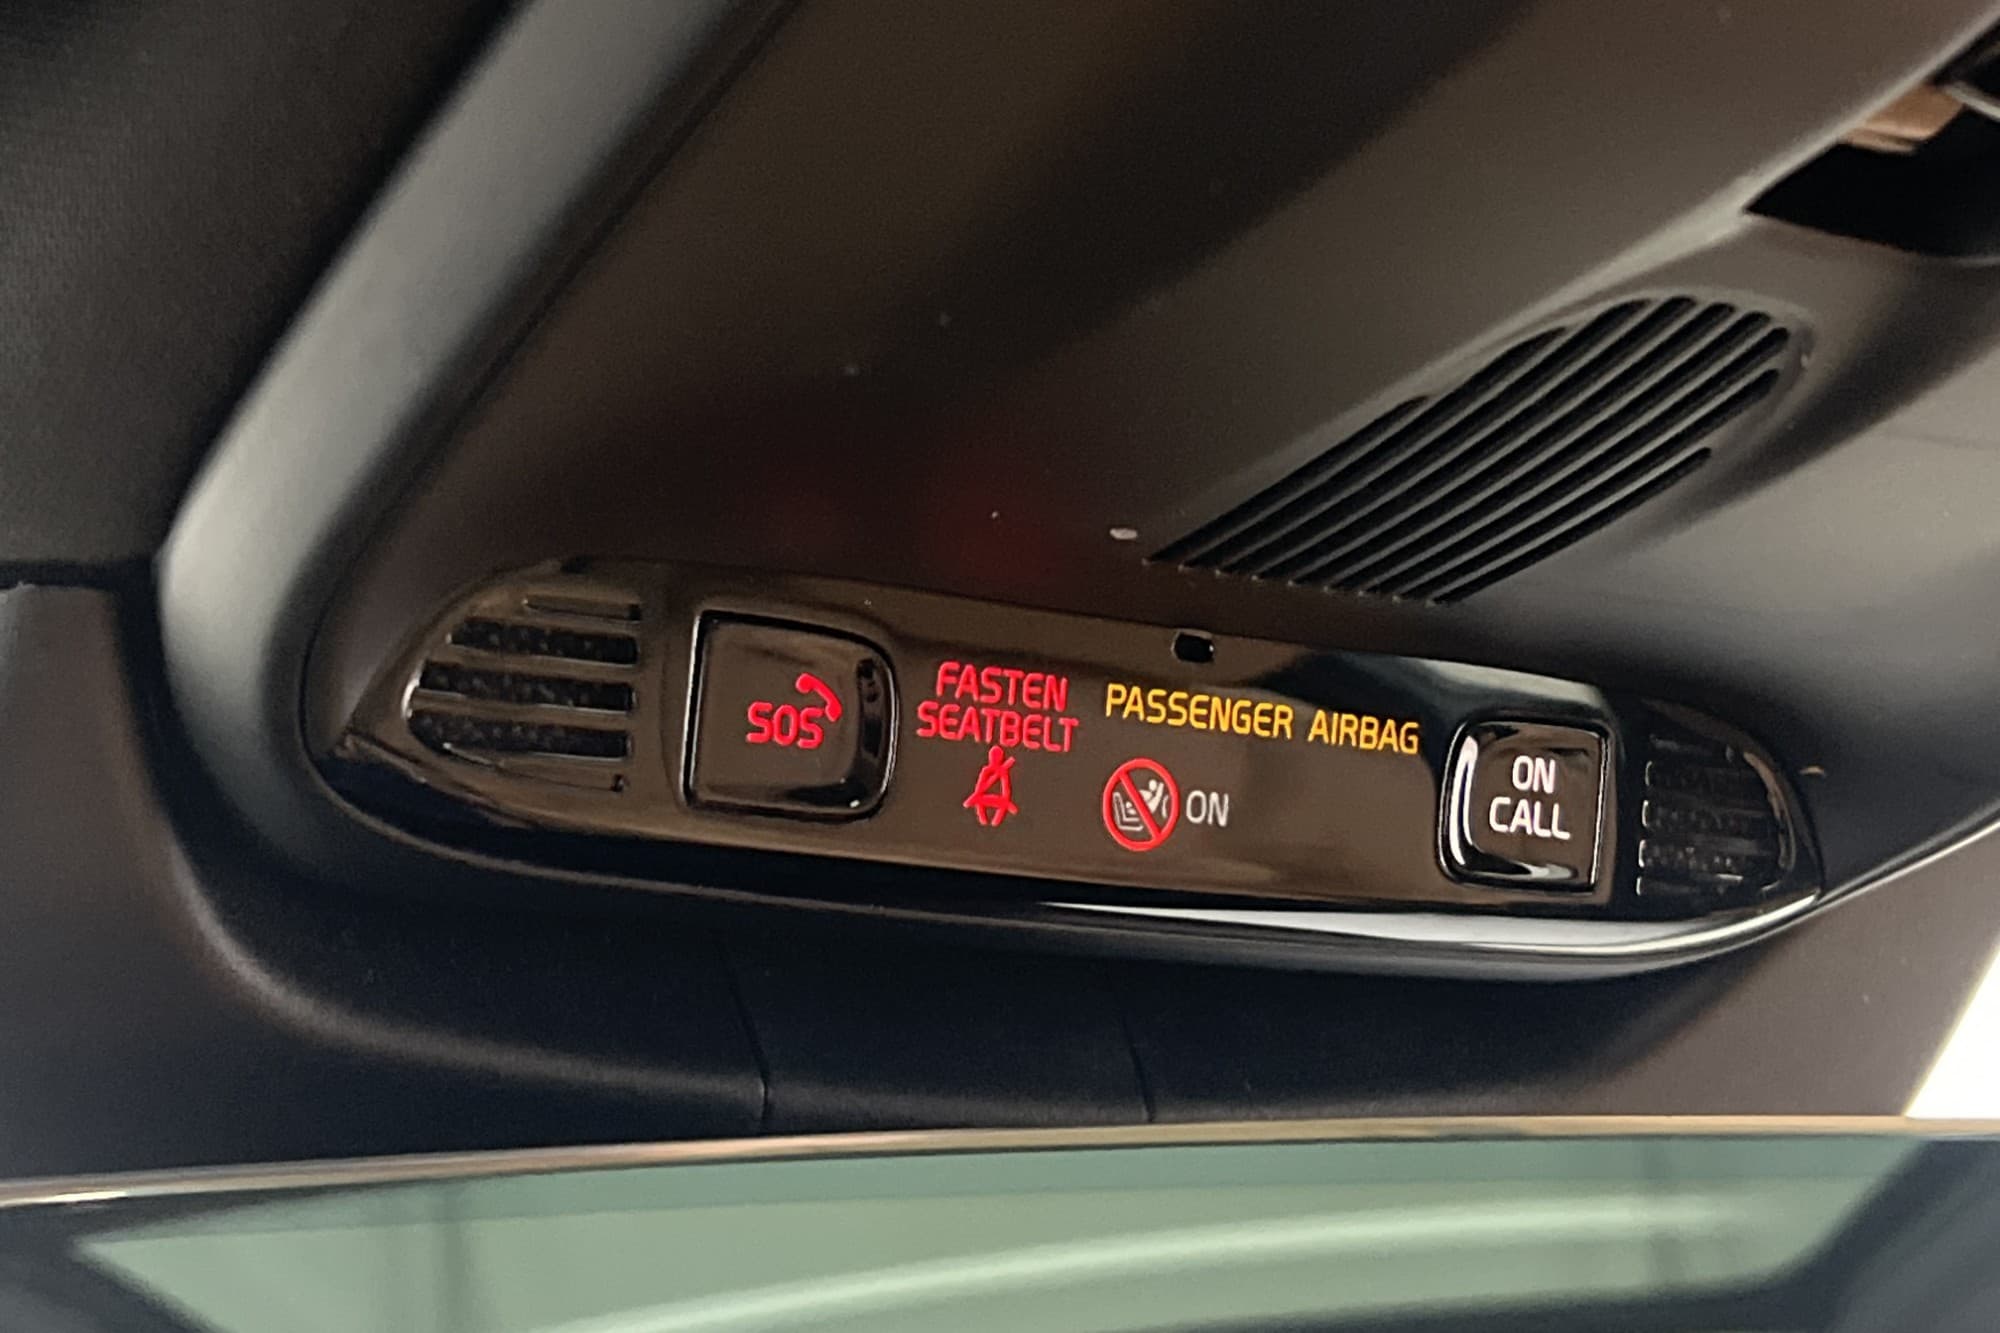 SOS
FASTEN
SEATBELT
PASSENGER AIRBAG
ON
ON
CALL